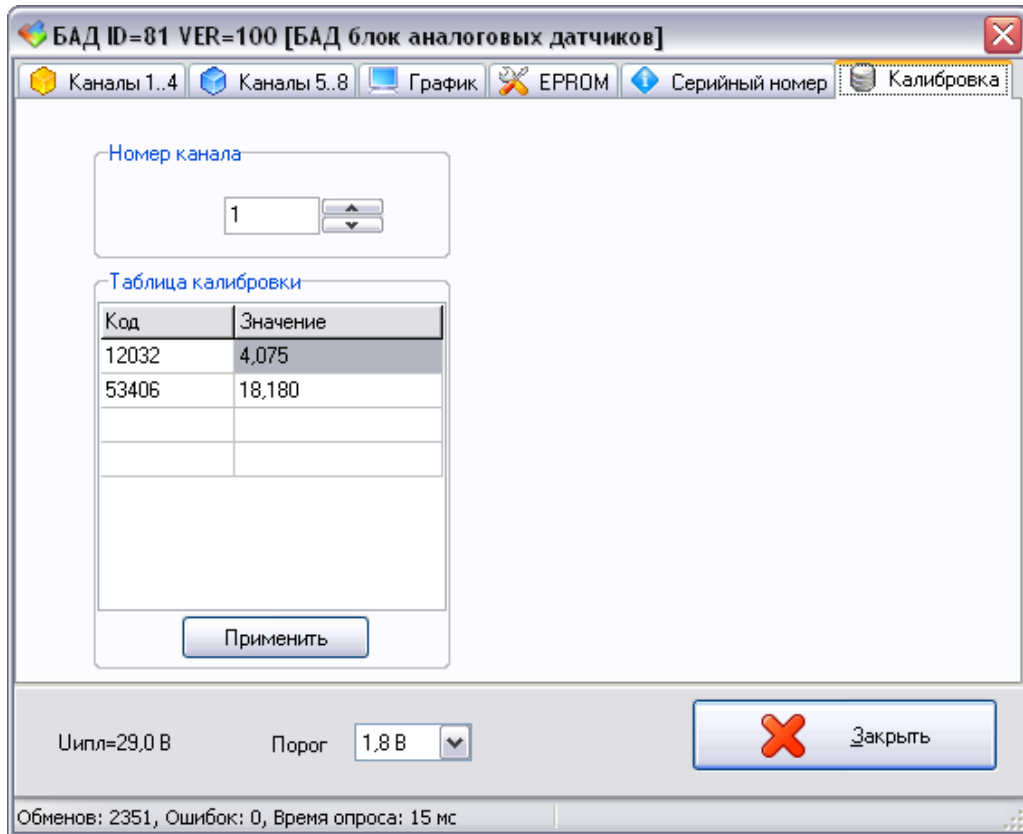 БАД ID=81 VER=100 [БАД блок аналоговых датчиков]
Каналы 1..4 Каналы 5..8 График EPROM Серийный номер Калибровка
Номер канала
1
Таблица калибровки
Код Значение
12032 4,075
53406 18,180
Применить
Uипл=29,0 В Порог 1,8 В Закрыть
Обменов: 2351, Ошибок: 0, Время опроса: 15 мс